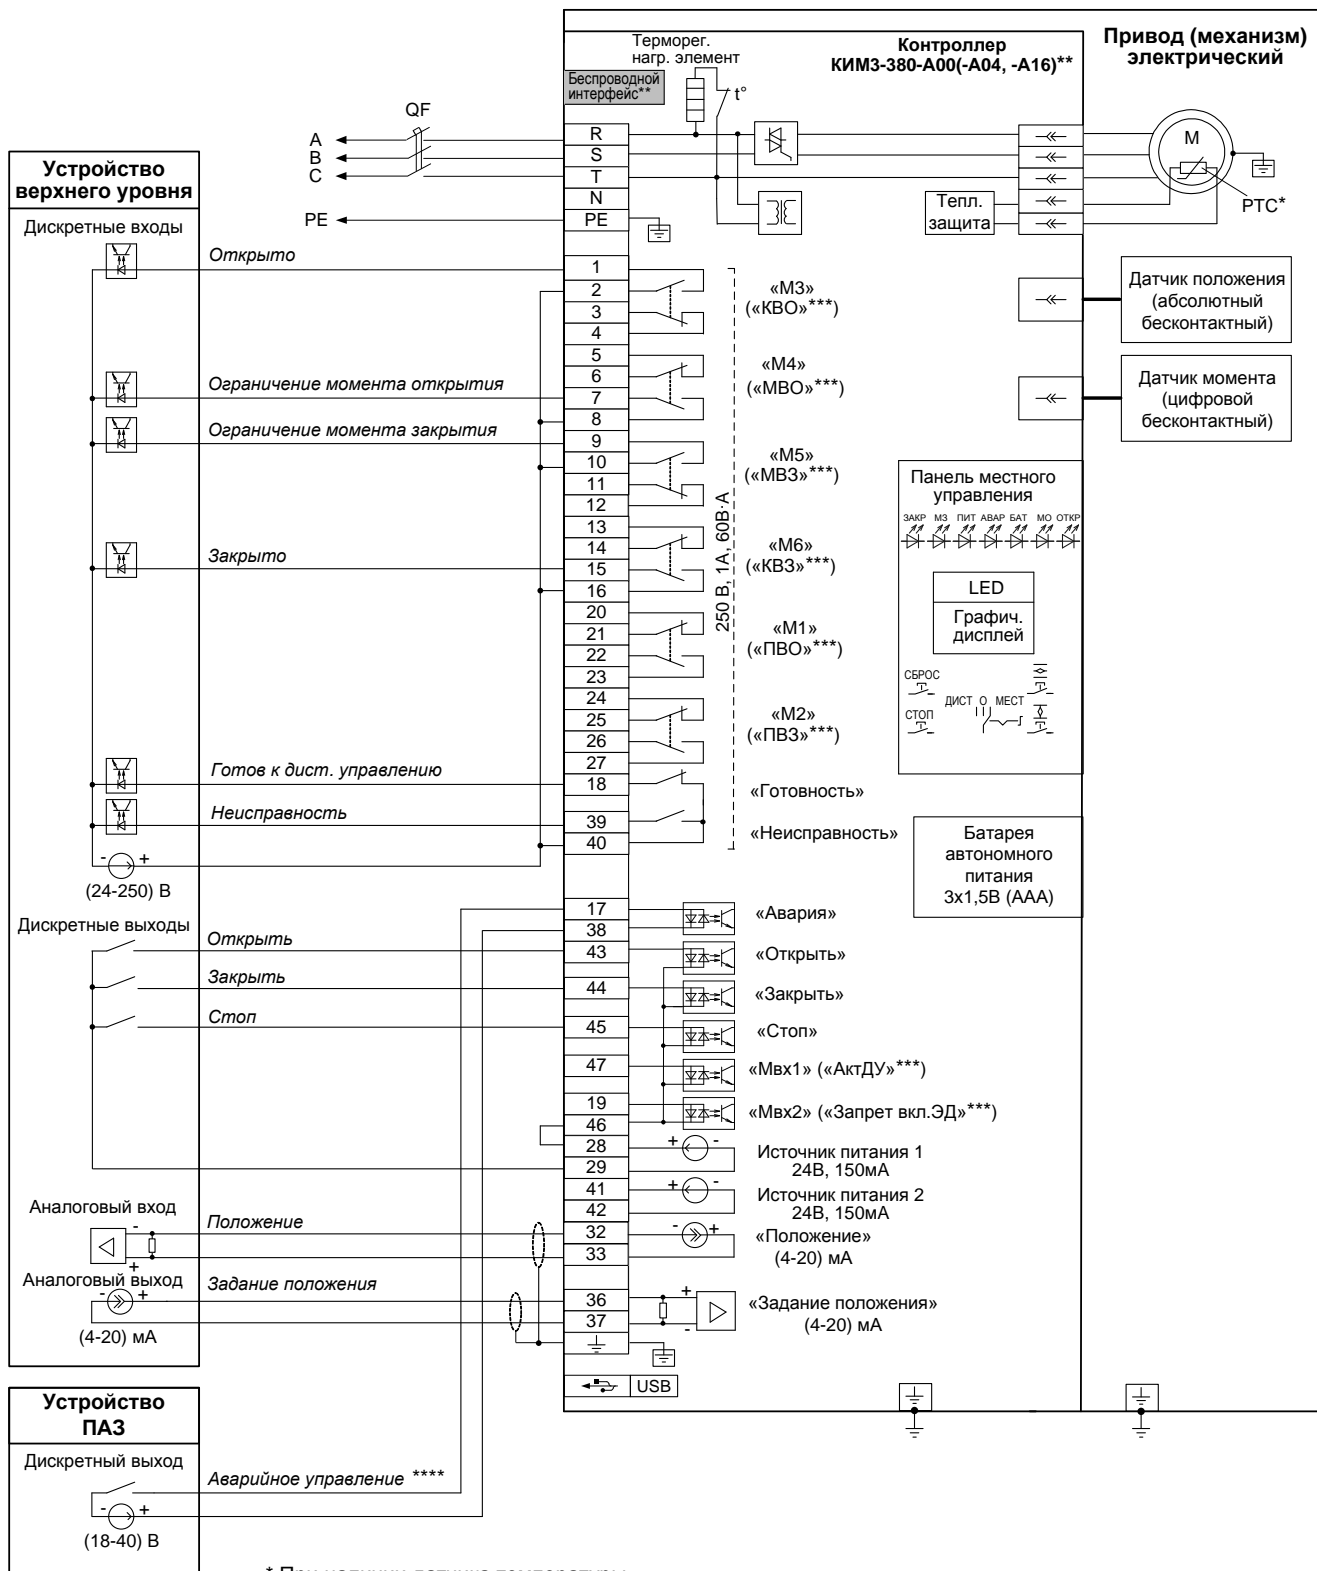 Терморег.
нагр. элемент
Контроллер
КИМ3-380-А00(-А04, -А16)**
Привод (механизм)
электрический
Беспроводной
интерфейс**
t°
QF
A
B
C
PE
R
S
T
N
PE
M
Тепл.
защита
PTC*
Устройство
верхнего уровня
Дискретные входы
Открыто
1
2
3
4
«М3»
(«КВО»***)
Датчик положения
(абсолютный
бесконтактный)
5
6
7
8
«М4»
(«МВО»***)
Ограничение момента открытия
Датчик момента
(цифровой
бесконтактный)
Ограничение момента закрытия
9
10
11
12
«М5»
(«МВЗ»***)
Панель местного
управления
ЗАКР МЗ ПИТ АВАР БАТ МО ОТКР
250 В, 1А, 60В·А
Закрыто
13
14
15
16
«М6»
(«КВЗ»***)
LED
Графич.
дисплей
20
21
22
23
«М1»
(«ПВО»***)
СБРОС
СТОП
ДИСТ О МЕСТ
24
25
26
27
«М2»
(«ПВЗ»***)
Готов к дист. управлению
18
«Готовность»
Неисправность
39
40
«Неисправность»
Батарея
автономного
питания
3х1,5В (ААА)
- +
(24-250) В
Дискретные выходы
17
38
«Авария»
Открыть
43
«Открыть»
Закрыть
44
«Закрыть»
Стоп
45
«Стоп»
47
«Мвх1» («АктДУ»***)
19
«Мвх2» («Запрет вкл.ЭД»***)
46
28
29
+ -
Источник питания 1
24В, 150мА
41
42
+ -
Источник питания 2
24В, 150мА
Аналоговый вход
-
+
Положение
32
33
- +
«Положение»
(4-20) мА
Аналоговый выход
- +
(4-20) мА
Задание положения
36
37
+
-
«Задание положения»
(4-20) мА
USB
Устройство
ПАЗ
Дискретный выход
Аварийное управление ****
- +
(18-40) В